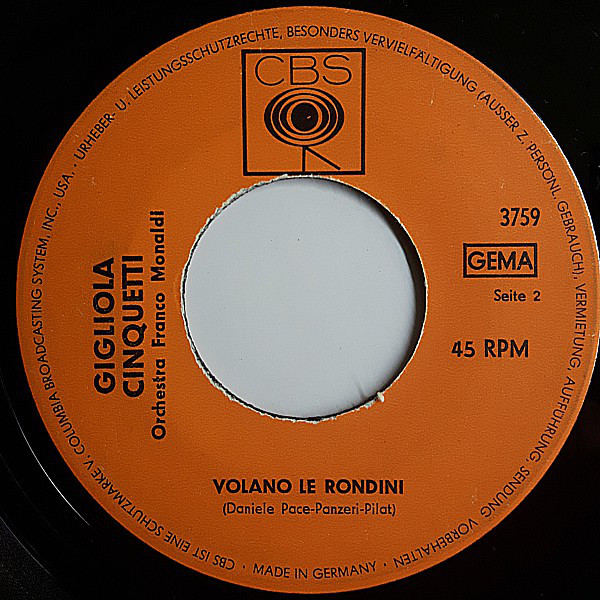 CBS
3759
GEMA
Seite 2
45 RPM
GIGLIOLA
CINQUETTI
Orchestra Franco Monaldi
VOLANO LE RONDINI
(Daniele Pace-Panzeri-Pilat)
CBS IST EINE SCHUTZMARKE V. COLUMBIA BROADCASTING SYSTEM, INC., USA. · URHEBER- U. LEISTUNGSSCHUTZRECHTE, BESONDERS VERVIELFÄLTIGUNG (AUSSER Z. PERSÖNL. GEBRAUCH), VERMIETUNG, AUFFÜHRUNG, SENDUNG VORBEHALTEN · MADE IN GERMANY ·